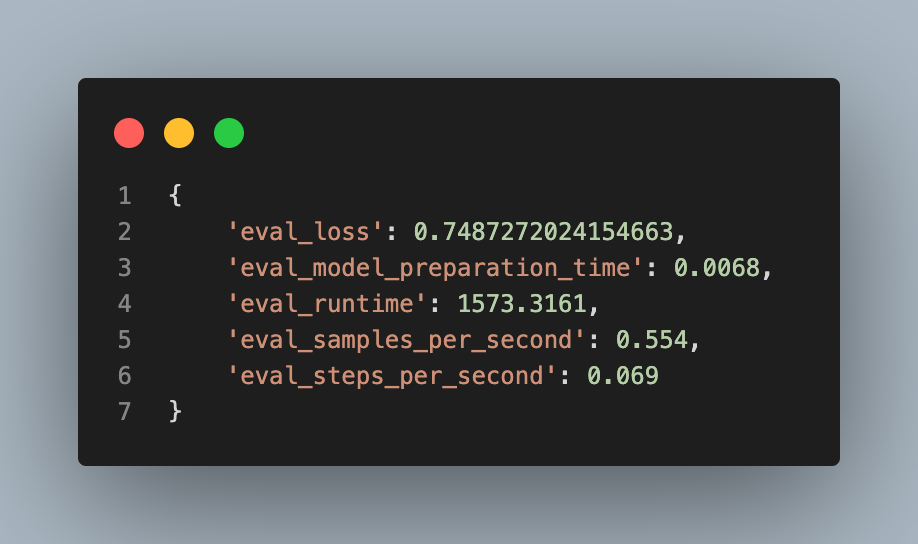 1 {
2 'eval_loss': 0.7487272024154663,
3 'eval_model_preparation_time': 0.0068,
4 'eval_runtime': 1573.3161,
5 'eval_samples_per_second': 0.554,
6 'eval_steps_per_second': 0.069
7 }